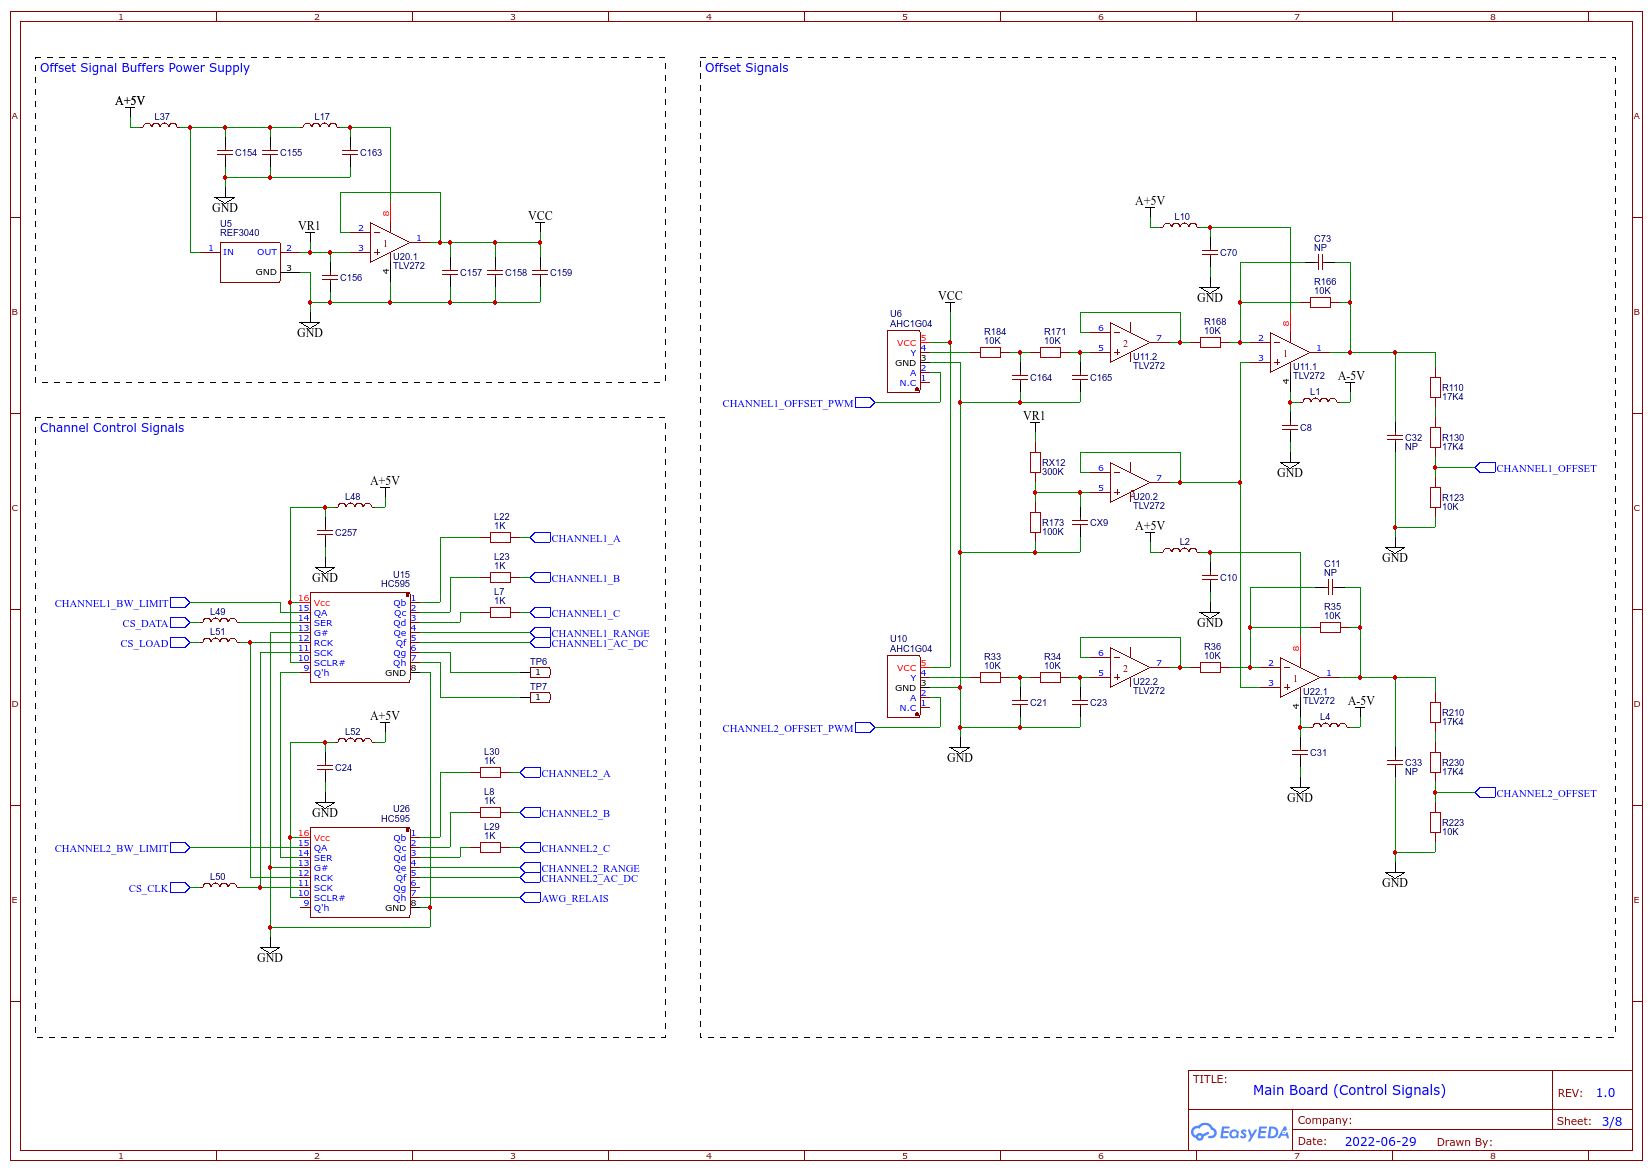 1 2 3 4 5 6 7 8
A
B
C
D
E
A
B
C
D
E
Offset Signal Buffers Power Supply
A+5V
L37
L17
C154
C155
C163
GND
U5
REF3040
1
IN
OUT
2
GND
3
VR1
C156
8
2
3
1
1
4
U20.1
TLV272
VCC
C157
C158
C159
GND
Channel Control Signals
A+5V
L48
C257
GND
U15
HC595
CHANNEL1_BW_LIMIT
CS_DATA
L49
CS_LOAD
L51
16 Vcc
15 QA
14 SER
13 G#
12 RCK
11 SCK
10 SCLR#
9 Q'h
Qb 1
Qc 2
Qd 3
Qe 4
Qf 5
Qg 6
Qh 7
GND 8
L22
1K
CHANNEL1_A
L23
1K
CHANNEL1_B
L7
1K
CHANNEL1_C
CHANNEL1_RANGE
CHANNEL1_AC_DC
TP6
1
TP7
1
A+5V
L52
C24
GND
U26
HC595
CHANNEL2_BW_LIMIT
CS_CLK
L50
16 Vcc
15 QA
14 SER
13 G#
12 RCK
11 SCK
10 SCLR#
9 Q'h
Qb 1
Qc 2
Qd 3
Qe 4
Qf 5
Qg 6
Qh 7
GND 8
L30
1K
CHANNEL2_A
L8
1K
CHANNEL2_B
L29
1K
CHANNEL2_C
CHANNEL2_RANGE
CHANNEL2_AC_DC
AWG_RELAIS
GND
Offset Signals
A+5V
L10
C70
GND
C73
NP
R166
10K
VCC
U6
AHC1G04
VCC 5
Y 4
GND 3
A 2
N.C 1
CHANNEL1_OFFSET_PWM
R184
10K
R171
10K
C164
C165
6
5
2
7
U11.2
TLV272
R168
10K
8
2
3
1
1
4
U11.1
TLV272
A-5V
L1
C8
GND
R110
17K4
C32
NP
R130
17K4
CHANNEL1_OFFSET
R123
10K
GND
VR1
RX12
300K
R173
100K
CX9
6
5
2
7
U20.2
TLV272
A+5V
L2
C10
GND
C11
NP
R35
10K
U10
AHC1G04
VCC 5
Y 4
GND 3
A 2
N.C 1
CHANNEL2_OFFSET_PWM
R33
10K
R34
10K
C21
C23
GND
6
5
2
7
U22.2
TLV272
R36
10K
8
2
3
1
1
4
U22.1
TLV272
A-5V
L4
C31
GND
R210
17K4
C33
NP
R230
17K4
CHANNEL2_OFFSET
R223
10K
GND
TITLE:
Main Board (Control Signals)
REV: 1.0
EasyEDA
Company:
Sheet: 3/8
Date: 2022-06-29 Drawn By:
1 2 3 4 5 6 7 8